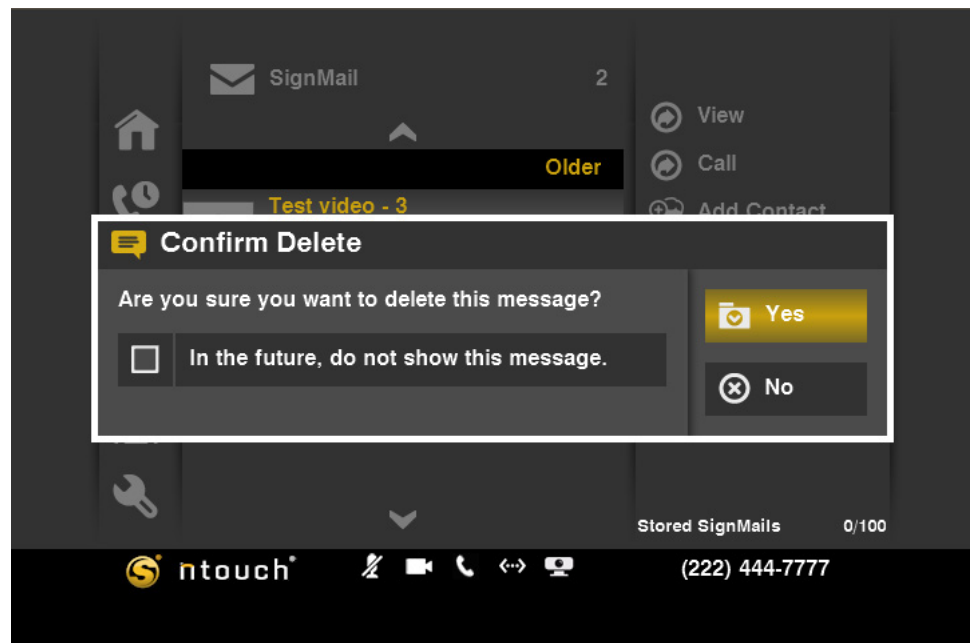 SignMail 2
View
Older
Call
Test video - 3
Add Contact
Confirm Delete
Are you sure you want to delete this message?
In the future, do not show this message.
Yes
No
Stored SignMails 0/100
ntouch®
(222) 444-7777